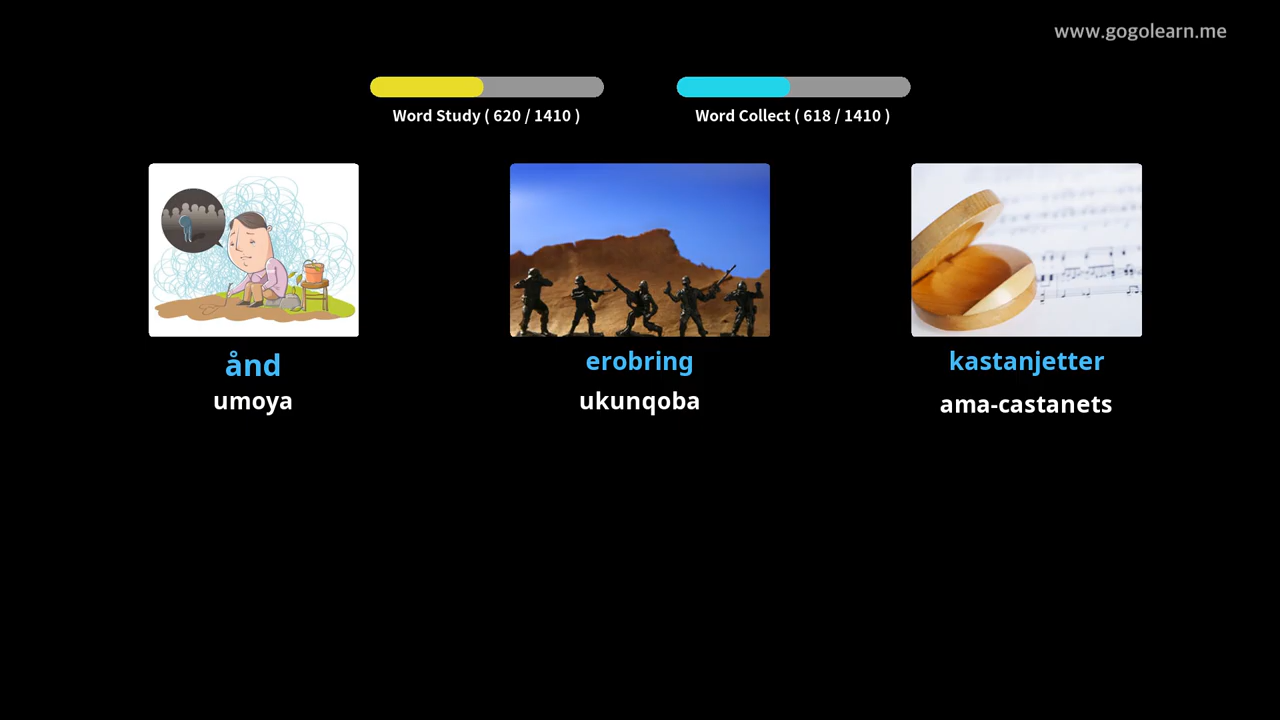 www.gogolearn.me
Word Study ( 620 / 1410 )
Word Collect ( 618 / 1410 )
ånd
umoya
erobring
ukunqoba
kastanjetter
ama-castanets